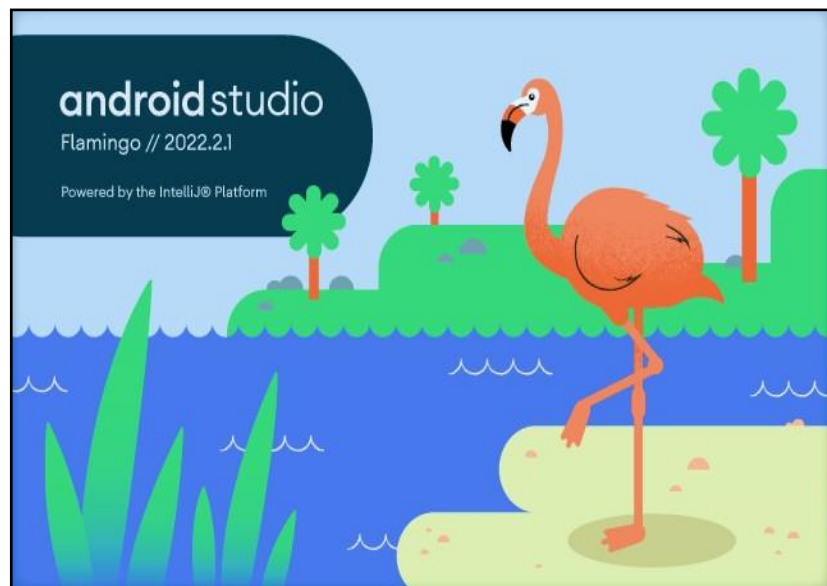 android studio
Flamingo // 2022.2.1
Powered by the IntelliJ® Platform